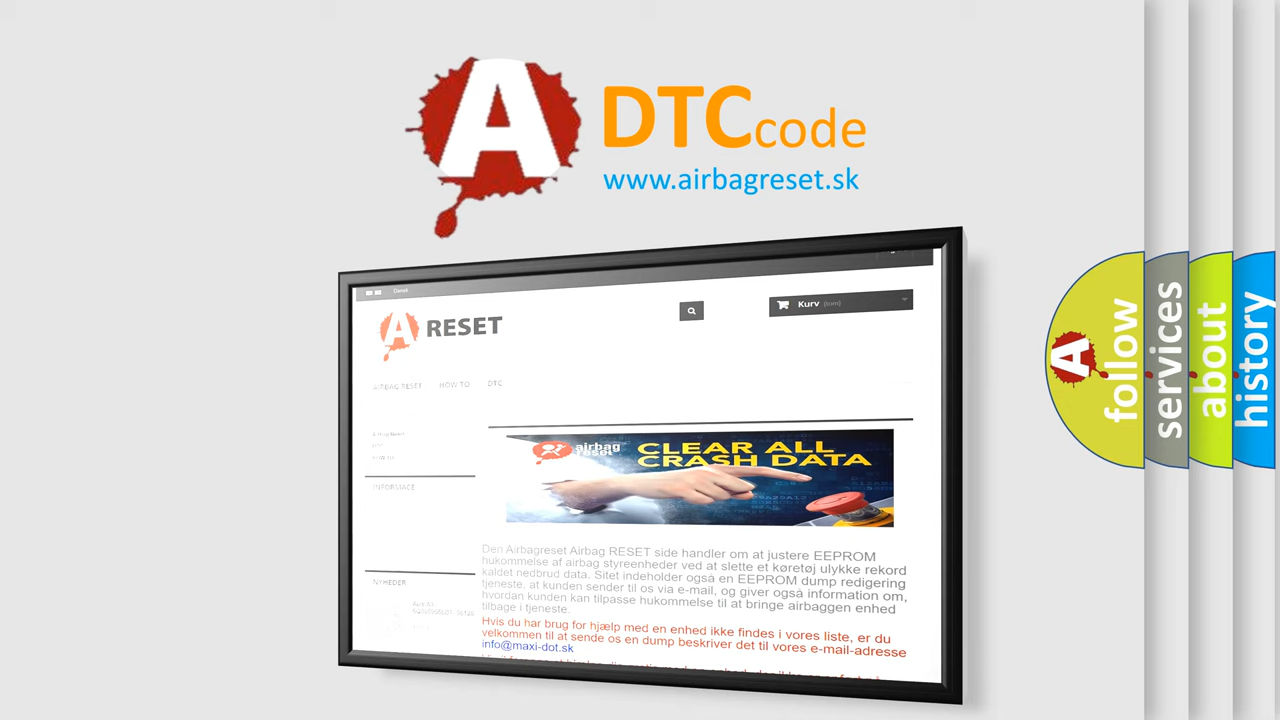 A DTCcode
www.airbagreset.sk
Dansk
Kurv (tom)
A RESET
AIRBAG RESET HOW TO DTC
airbag
reset
CLEAR ALL
CRASH DATA
HOW TO
INFORMACE
Den Airbagreset Airbag RESET side handler om at justere EEPROM
hukommelse af airbag styreenheder ved at slette et køretøj ulykke rekord
kaldet nedbrud data. Sitet indeholder også en EEPROM dump redigering
tjeneste, at kunden sender til os via e-mail, og giver også information om,
hvordan kunden kan tilpasse hukommelse til at bringe airbaggen enhed
tilbage i tjeneste.
NYHEDER
Hvis du har brug for hjælp med en enhed ikke findes i vores liste, er du
velkommen til at sende os en dump beskriver det til vores e-mail-adresse
info@maxi-dot.sk
A
follow
services
about
history